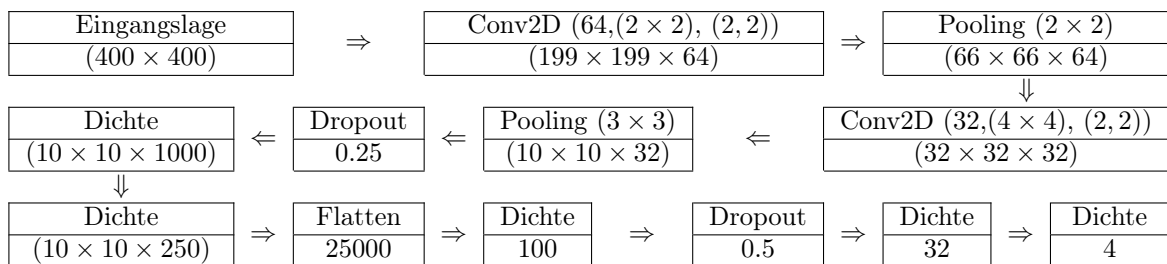 Eingangslage ⇒ Conv2D (64,(2 × 2), (2, 2)) ⇒ Pooling (2 × 2)
(400 × 400) (199 × 199 × 64) (66 × 66 × 64)
⇓
Dichte ⇐ Dropout ⇐ Pooling (3 × 3) ⇐ Conv2D (32,(4 × 4), (2, 2))
(10 × 10 × 1000) 0.25 (10 × 10 × 32) (32 × 32 × 32)
⇓
Dichte ⇒ Flatten ⇒ Dichte ⇒ Dropout ⇒ Dichte ⇒ Dichte
(10 × 10 × 250) 25000 100 0.5 32 4